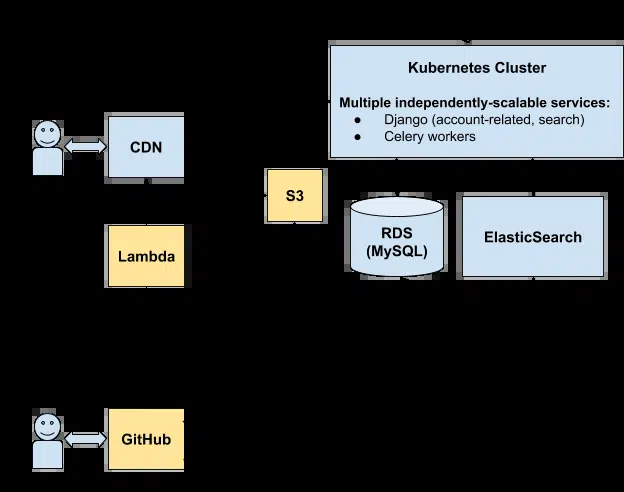 Kubernetes Cluster
Multiple independently-scalable services:
● Django (account-related, search)
● Celery workers
CDN
S3
RDS
(MySQL)
ElasticSearch
Lambda
GitHub